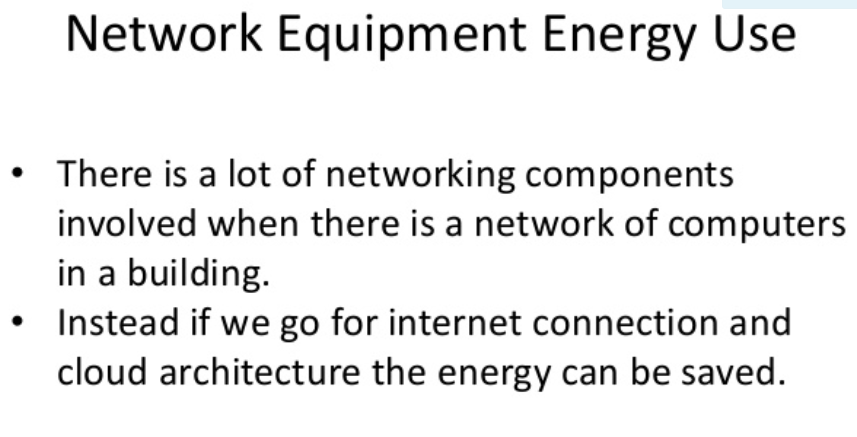 Network Equipment Energy Use
• There is a lot of networking components
involved when there is a network of computers
in a building.
• Instead if we go for internet connection and
cloud architecture the energy can be saved.